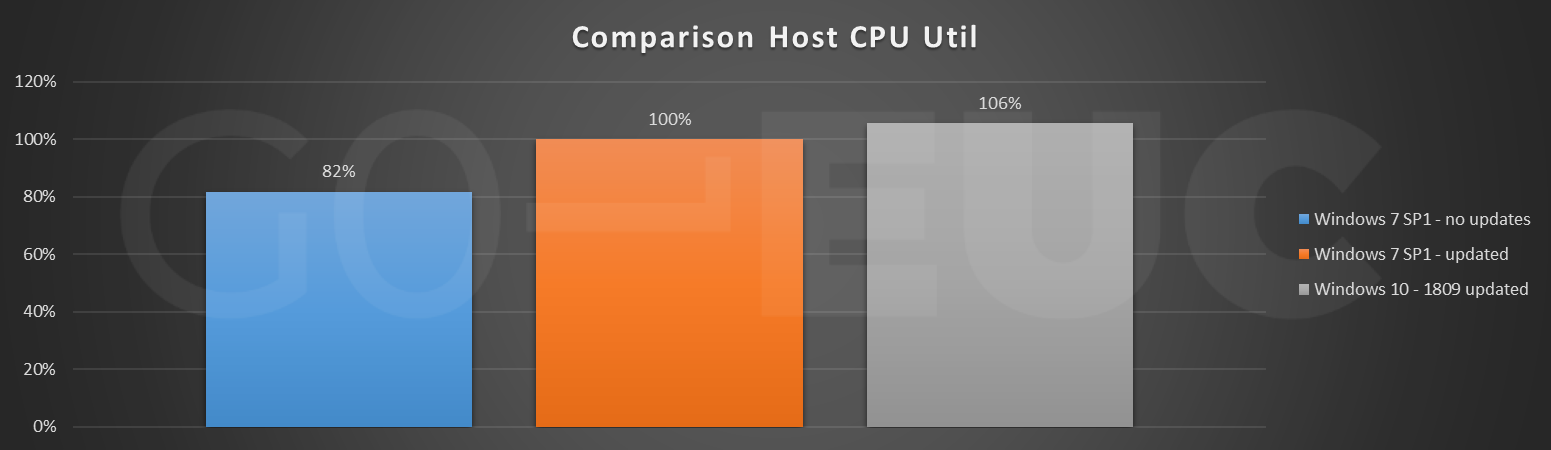 Comparison Host CPU Util
120%
100%
80%
60%
40%
20%
0%
82%
100%
106%
Windows 7 SP1 - no updates
Windows 7 SP1 - updated
Windows 10 - 1809 updated
GO-EUC